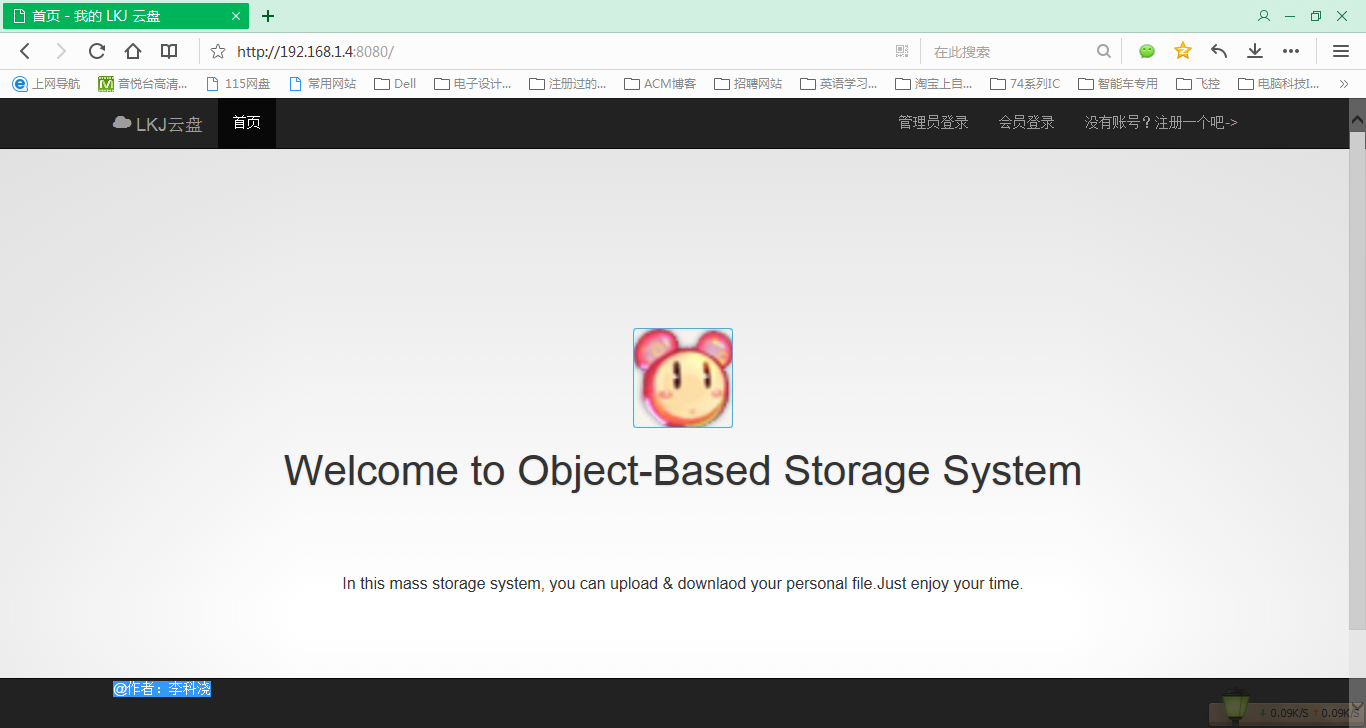 首页 - 我的 LKJ 云盘
http://192.168.1.4:8080/
在此搜索
上网导航 音悦台高清... 115网盘 常用网站 Dell 电子设计... 注册过的... ACM博客 招聘网站 英语学习... 淘宝上自... 74系列IC 智能车专用 飞控 电脑科技I...
LKJ云盘 首页 管理员登录 会员登录 没有账号？注册一个吧->
Welcome to Object-Based Storage System
In this mass storage system, you can upload & downlaod your personal file.Just enjoy your time.
@作者：李科浇
0.09K/S 0.09K/S